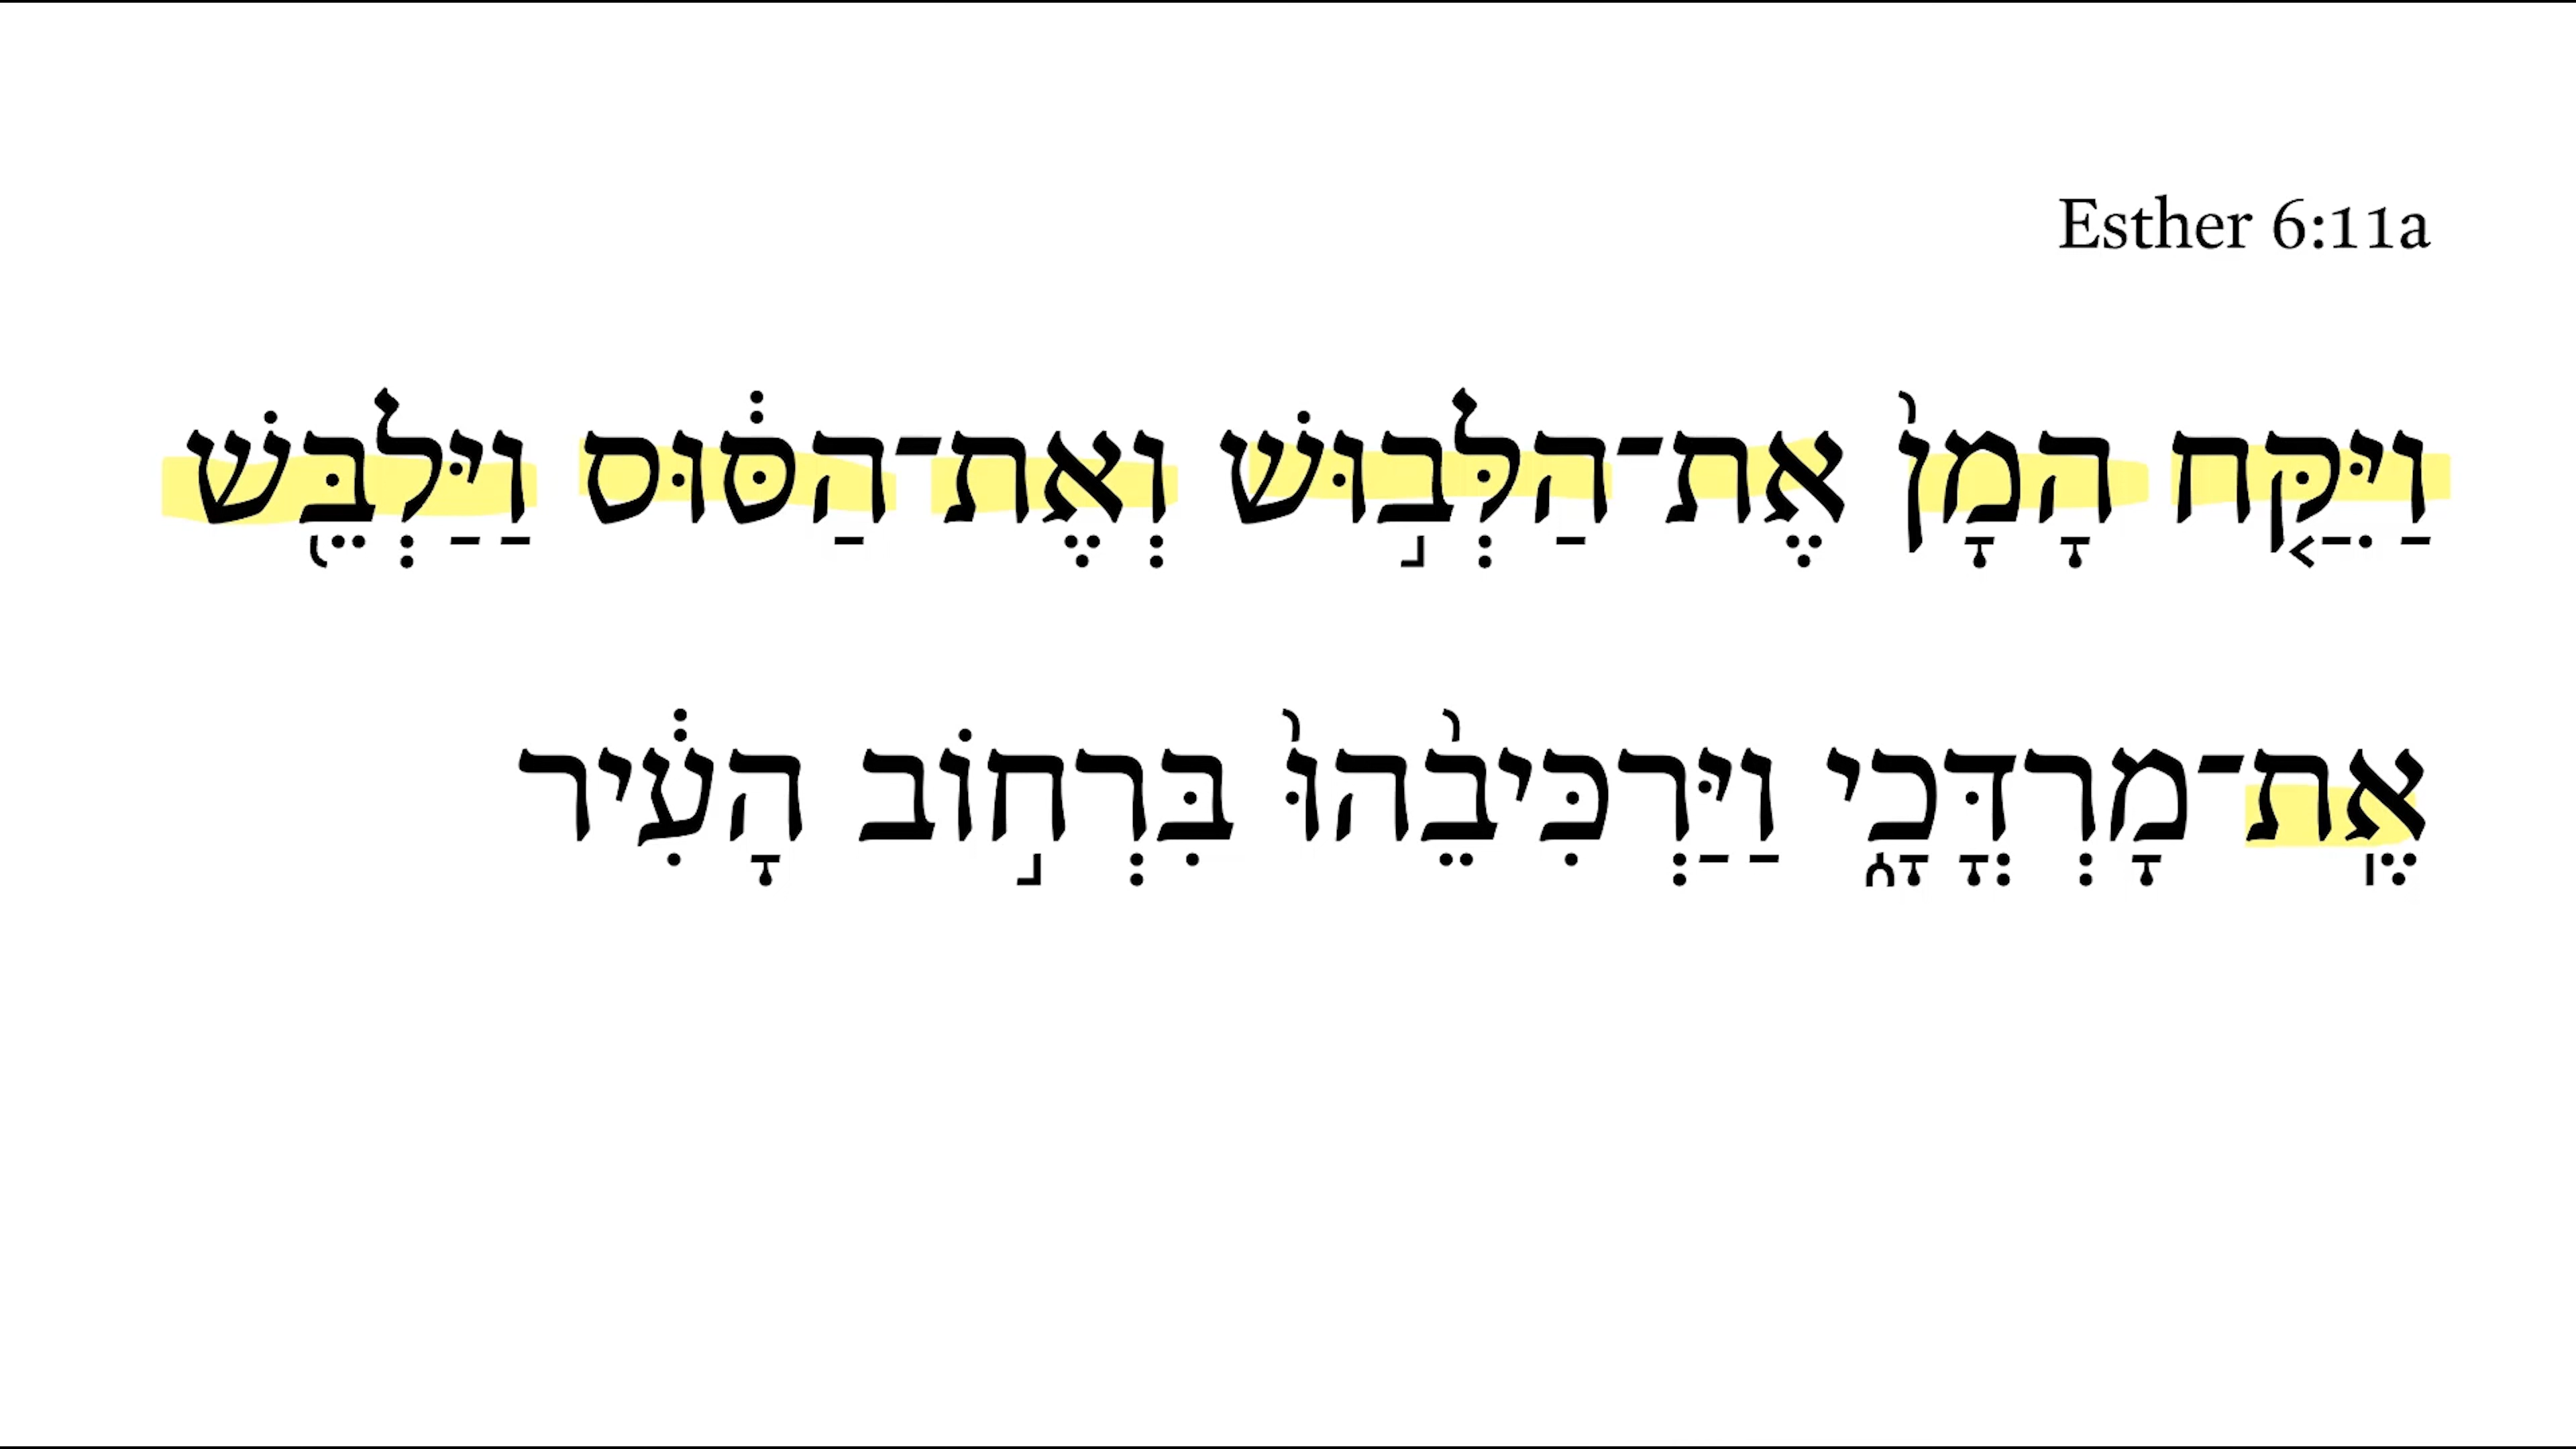 Esther 6:11a
וַיִּקַּ֤ח הָמָן֙ אֶת־הַלְּב֣וּשׁ וְאֶת־הַסּ֔וּס וַיַּלְבֵּ֖שׁ
אֶֽת־מָרְדֳּכָ֑י וַיַּרְכִּיבֵ֙הוּ֙ בִּרְח֣וֹב הָעִ֔יר